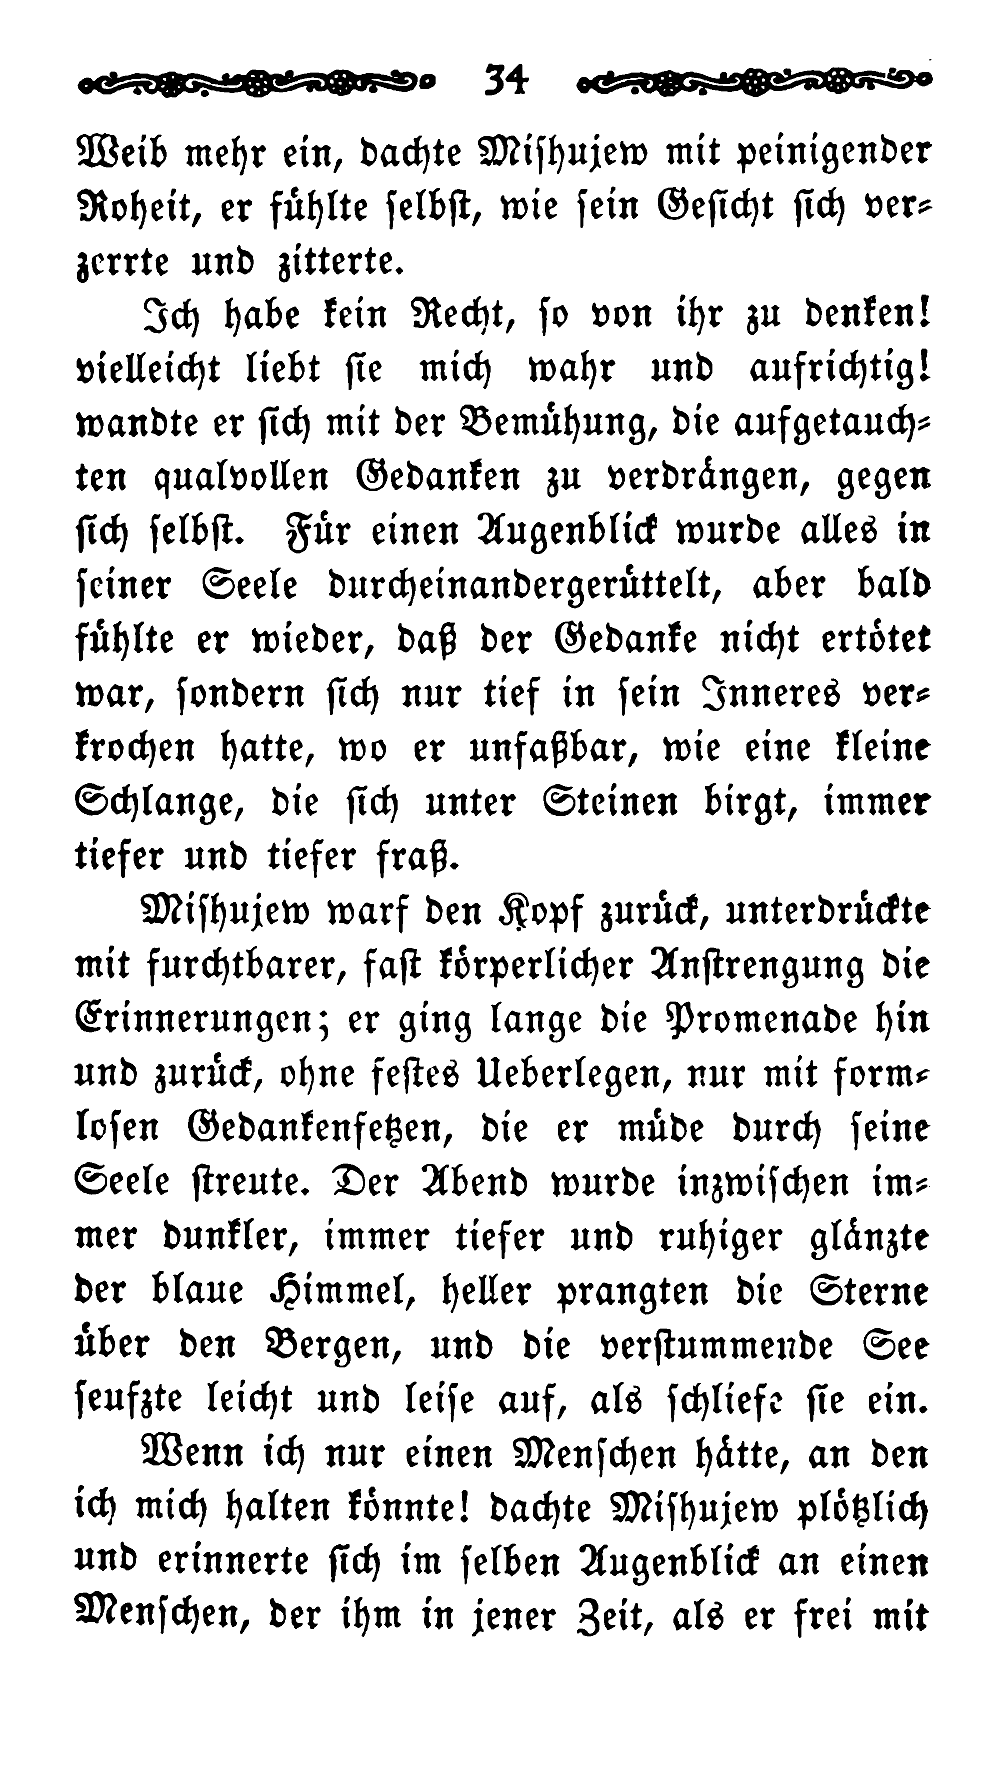 34
Weib mehr ein, dachte Miſhujew mit peinigender
Roheit, er fühlte ſelbſt, wie ſein Geſicht ſich ver⸗
zerrte und zitterte.
Ich habe kein Recht, ſo von ihr zu denken!
vielleicht liebt ſie mich wahr und aufrichtig!
wandte er ſich mit der Bemühung, die aufgetauch⸗
ten qualvollen Gedanken zu verdrängen, gegen
ſich ſelbſt. Für einen Augenblick wurde alles in
ſeiner Seele durcheinandergerüttelt, aber bald
fühlte er wieder, daß der Gedanke nicht ertötet
war, ſondern ſich nur tief in ſein Inneres ver⸗
krochen hatte, wo er unfaßbar, wie eine kleine
Schlange, die ſich unter Steinen birgt, immer
tiefer und tiefer fraß.
Miſhujew warf den Kopf zurück, unterdrückte
mit furchtbarer, faſt körperlicher Anſtrengung die
Erinnerungen; er ging lange die Promenade hin
und zurück, ohne feſtes Ueberlegen, nur mit form⸗
loſen Gedankenfetzen, die er müde durch ſeine
Seele ſtreute. Der Abend wurde inzwiſchen im⸗
mer dunkler, immer tiefer und ruhiger glänzte
der blaue Himmel, heller prangten die Sterne
über den Bergen, und die verſtummende See
ſeufzte leicht und leiſe auf, als ſchliefe ſie ein.
Wenn ich nur einen Menſchen hätte, an den
ich mich halten könnte! dachte Miſhujew plötzlich
und erinnerte ſich im ſelben Augenblick an einen
Menſchen, der ihm in jener Zeit, als er frei mit